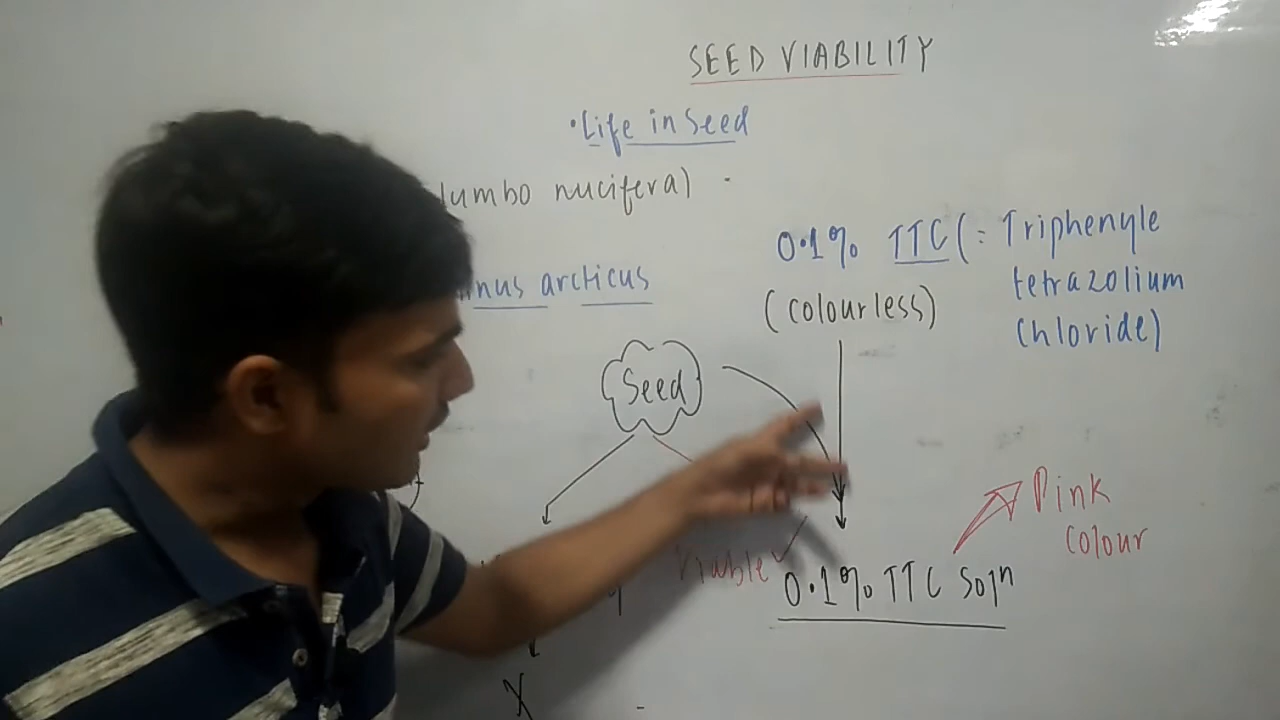 SEED VIABILITY
• Life in Seed
lumbo nucifera) -
0.1% TTC (= Triphenyle
tetrazolium
chloride)
(colourless)
nus arcticus
Seed
Pink
colour
Viable ✓
0.1% TTC Soln
X